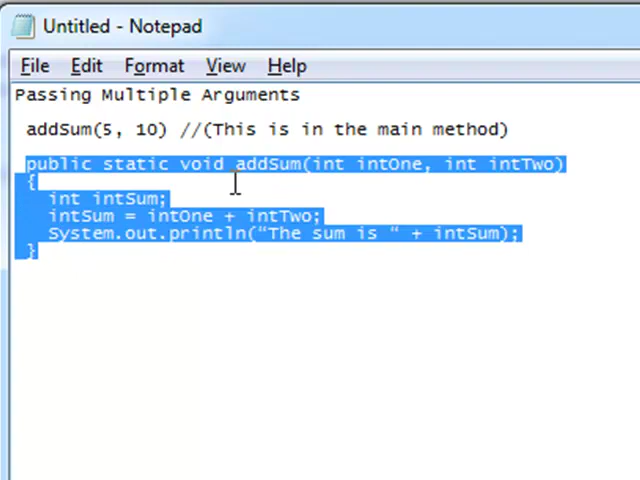 Untitled - Notepad
File Edit Format View Help
Passing Multiple Arguments
addSum(5, 10) //(This is in the main method)
public static void addSum(int intOne, int intTwo)
{
int intSum;
intSum = intOne + intTwo;
System.out.println(“The sum is “ + intSum);
}